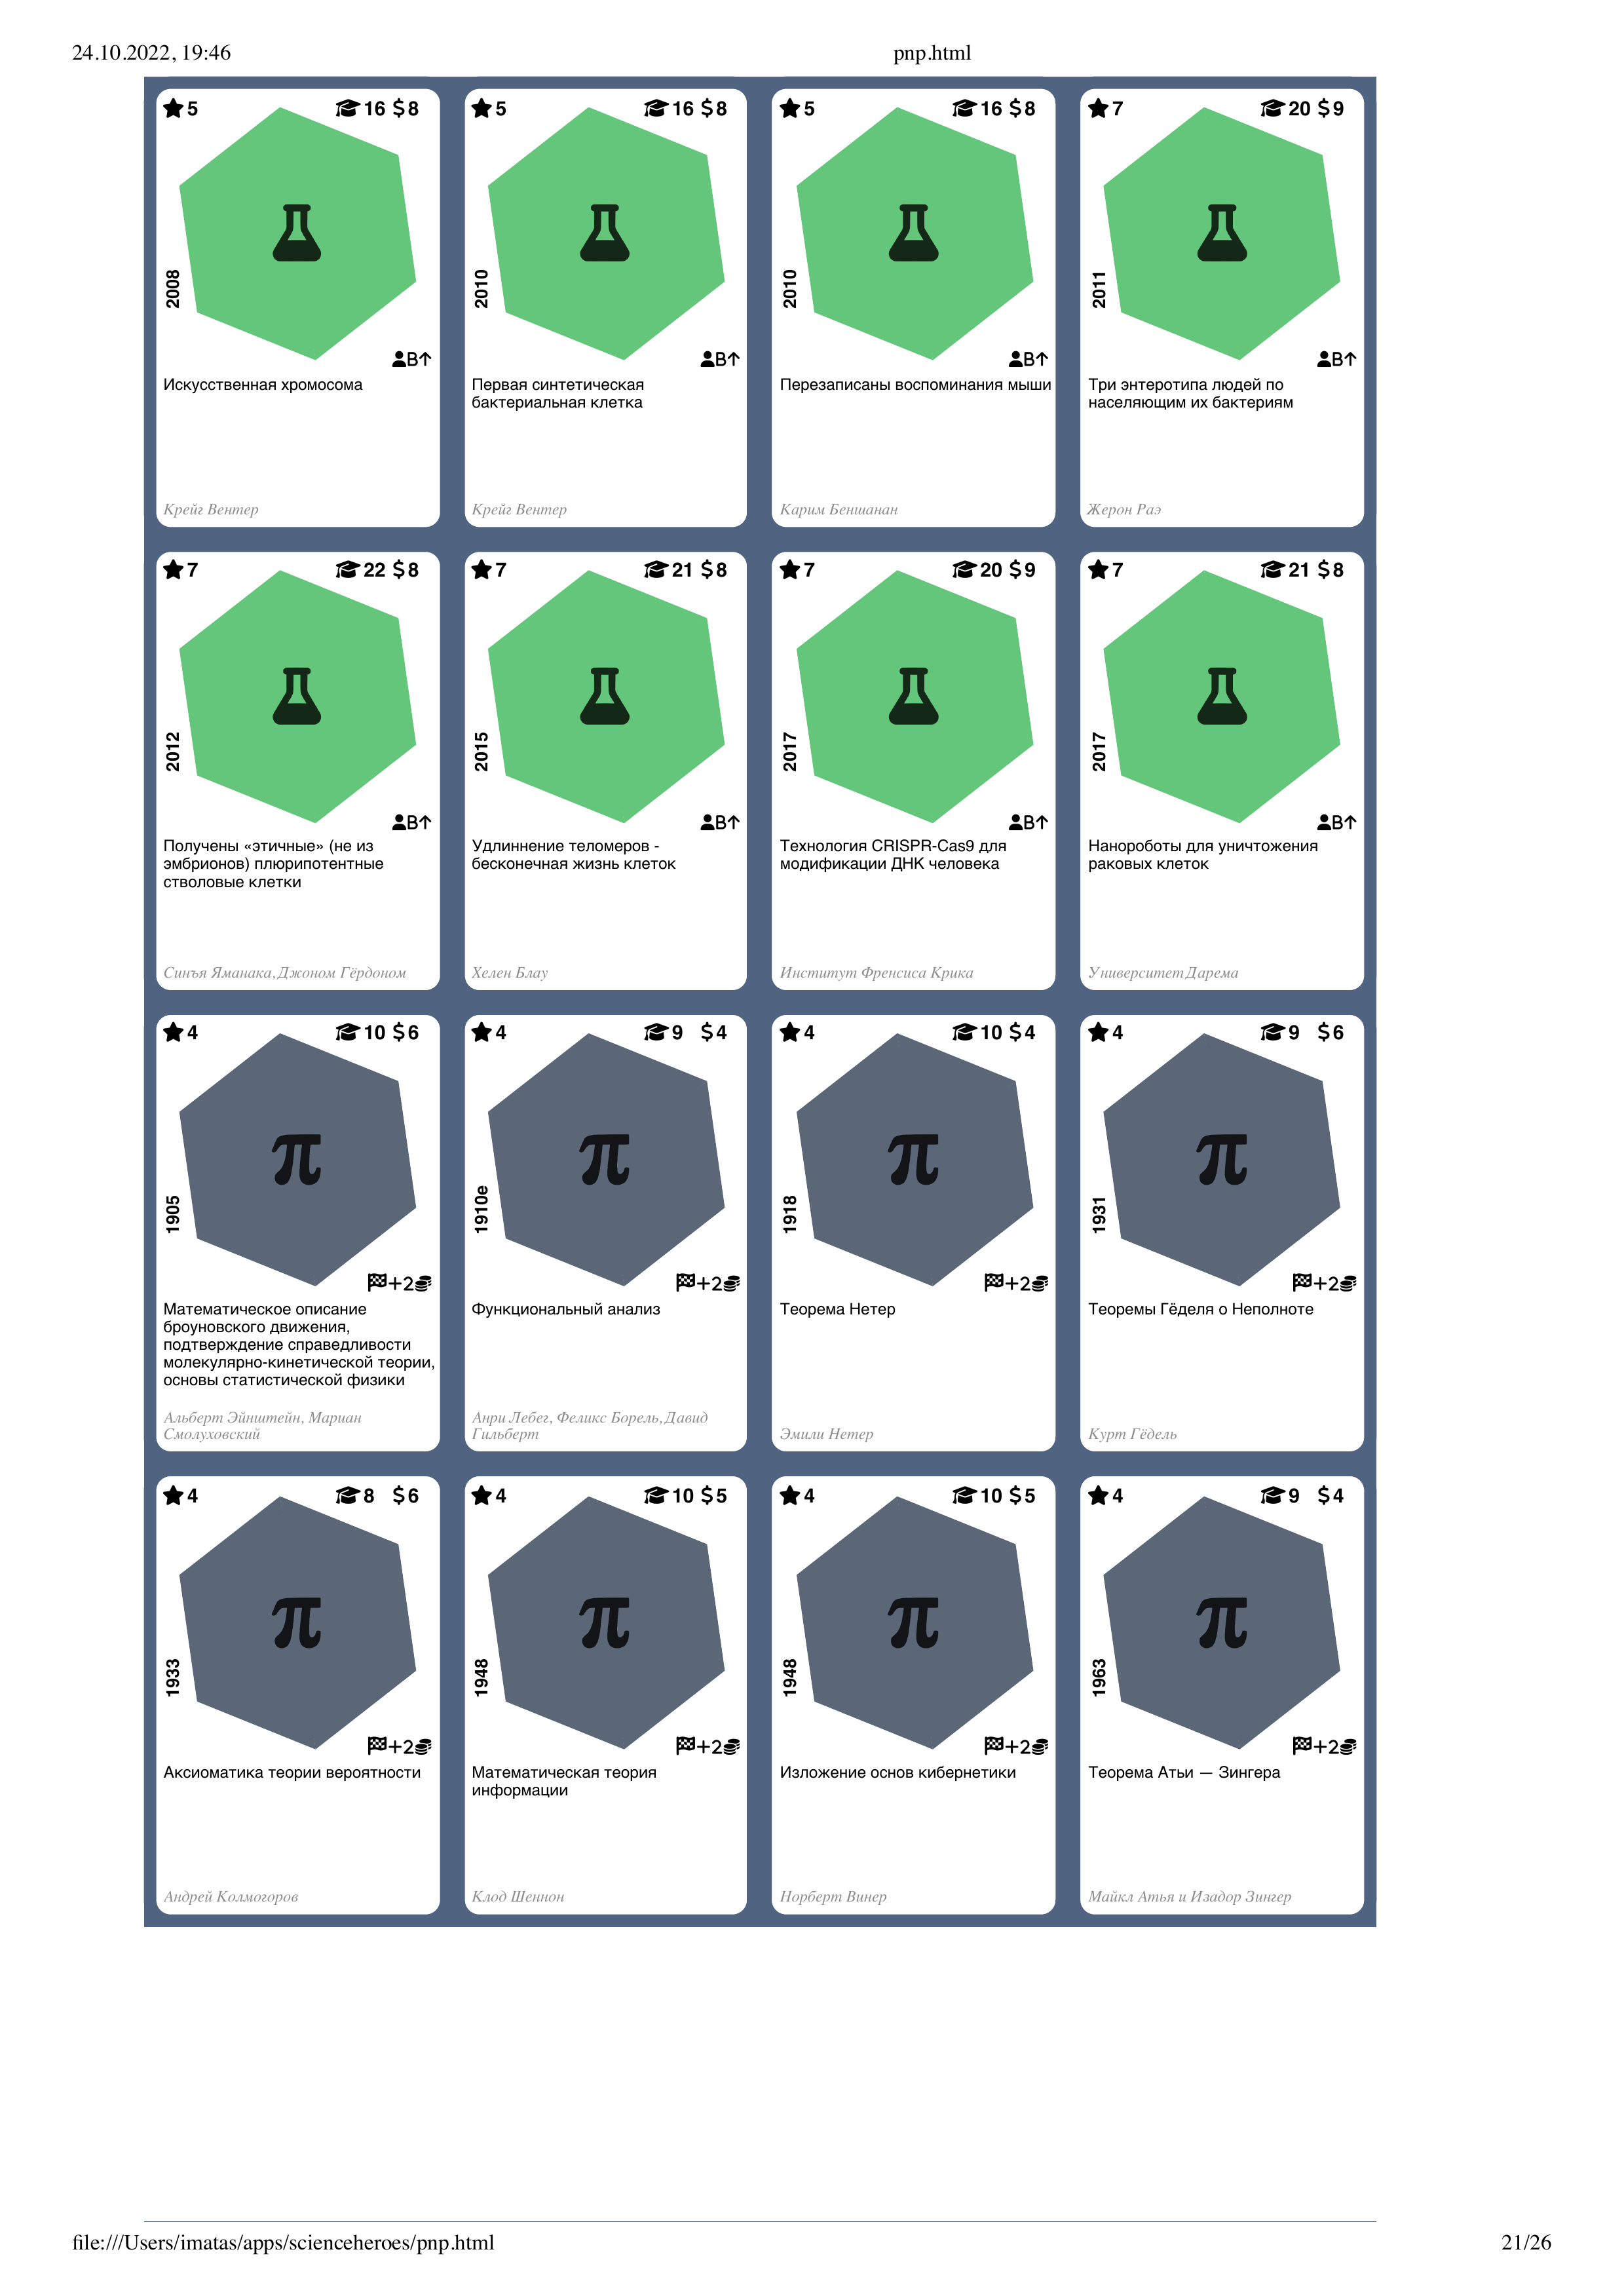 24.10.2022, 19:46
pnp.html
5 16 $8
2008
B↑
Искусственная хромосома
Крейг Вентер
5 16 $8
2010
B↑
Первая синтетическая
бактериальная клетка
Крейг Вентер
5 16 $8
2010
B↑
Перезаписаны воспоминания мыши
Карим Беншанан
7 20 $9
2011
B↑
Три энтеротипа людей по
населяющим их бактериям
Жерон Раэ
7 22 $8
2012
B↑
Получены «этичные» (не из
эмбрионов) плюрипотентные
стволовые клетки
Синъя Яманака,Джоном Гёрдоном
7 21 $8
2015
B↑
Удлиннение теломеров -
бесконечная жизнь клеток
Хелен Блау
7 20 $9
2017
B↑
Технология CRISPR-Cas9 для
модификации ДНК человека
Институт Френсиса Крика
7 21 $8
2017
B↑
Нанороботы для уничтожения
раковых клеток
Университет Дарема
4 10 $6
π
1905
+2
Математическое описание
броуновского движения,
подтверждение справедливости
молекулярно-кинетической теории,
основы статистической физики
Альберт Эйнштейн, Мариан
Смолуховский
4 9 $4
π
1910е
+2
Функциональный анализ
Анри Лебег, Феликс Борель,Давид
Гильберт
4 10 $4
π
1918
+2
Теорема Нетер
Эмили Нетер
4 9 $6
π
1931
+2
Теоремы Гёделя о Неполноте
Курт Гёдель
4 8 $6
π
1933
+2
Аксиоматика теории вероятности
Андрей Колмогоров
4 10 $5
π
1948
+2
Математическая теория
информации
Клод Шеннон
4 10 $5
π
1948
+2
Изложение основ кибернетики
Норберт Винер
4 9 $4
π
1963
+2
Теорема Атьи — Зингера
Майкл Атья и Изадор Зингер
file:///Users/imatas/apps/scienceheroes/pnp.html
21/26